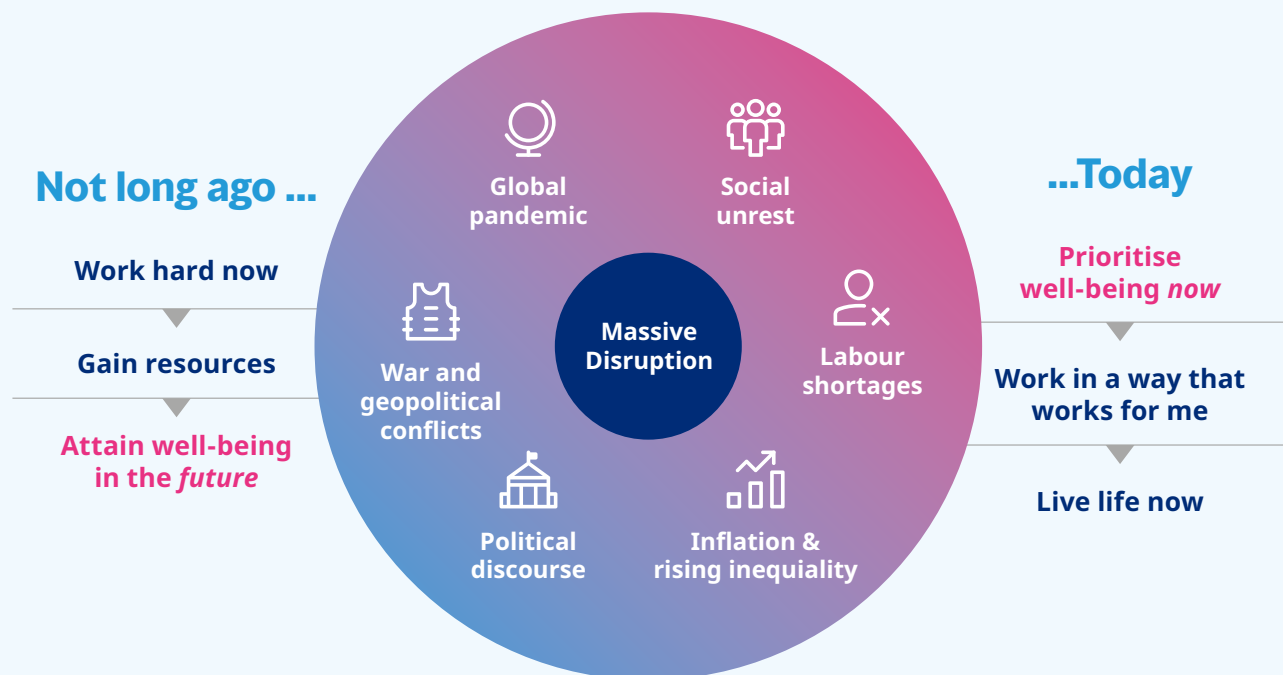 Not long ago ...
Work hard now
Gain resources
Attain well-being
in the future
Global
pandemic
Social
unrest
War and
geopolitical
conflicts
Massive
Disruption
Labour
shortages
Political
discourse
Inflation &
rising inequiality
...Today
Prioritise
well-being now
Work in a way that
works for me
Live life now